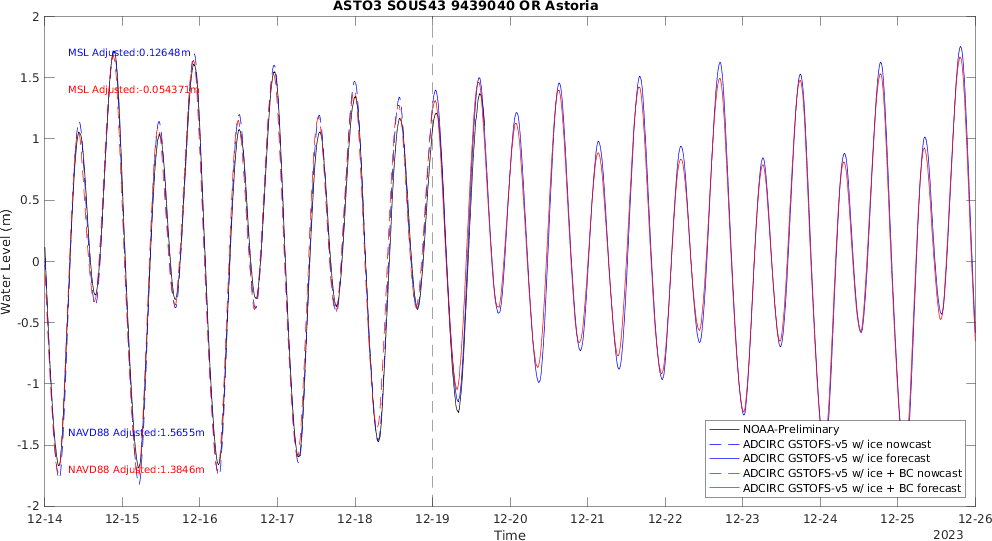 ASTO3 SOUS43 9439040 OR Astoria
MSL Adjusted:0.12648m
MSL Adjusted:-0.054371m
NAVD88 Adjusted:1.5655m
NAVD88 Adjusted:1.3846m
Water Level (m)
2
1.5
1
0.5
0
-0.5
-1
-1.5
-2
NOAA-Preliminary
ADCIRC GSTOFS-v5 w/ ice nowcast
ADCIRC GSTOFS-v5 w/ ice forecast
ADCIRC GSTOFS-v5 w/ ice + BC nowcast
ADCIRC GSTOFS-v5 w/ ice + BC forecast
12-14 12-15 12-16 12-17 12-18 12-19 12-20 12-21 12-22 12-23 12-24 12-25 12-26
Time
2023